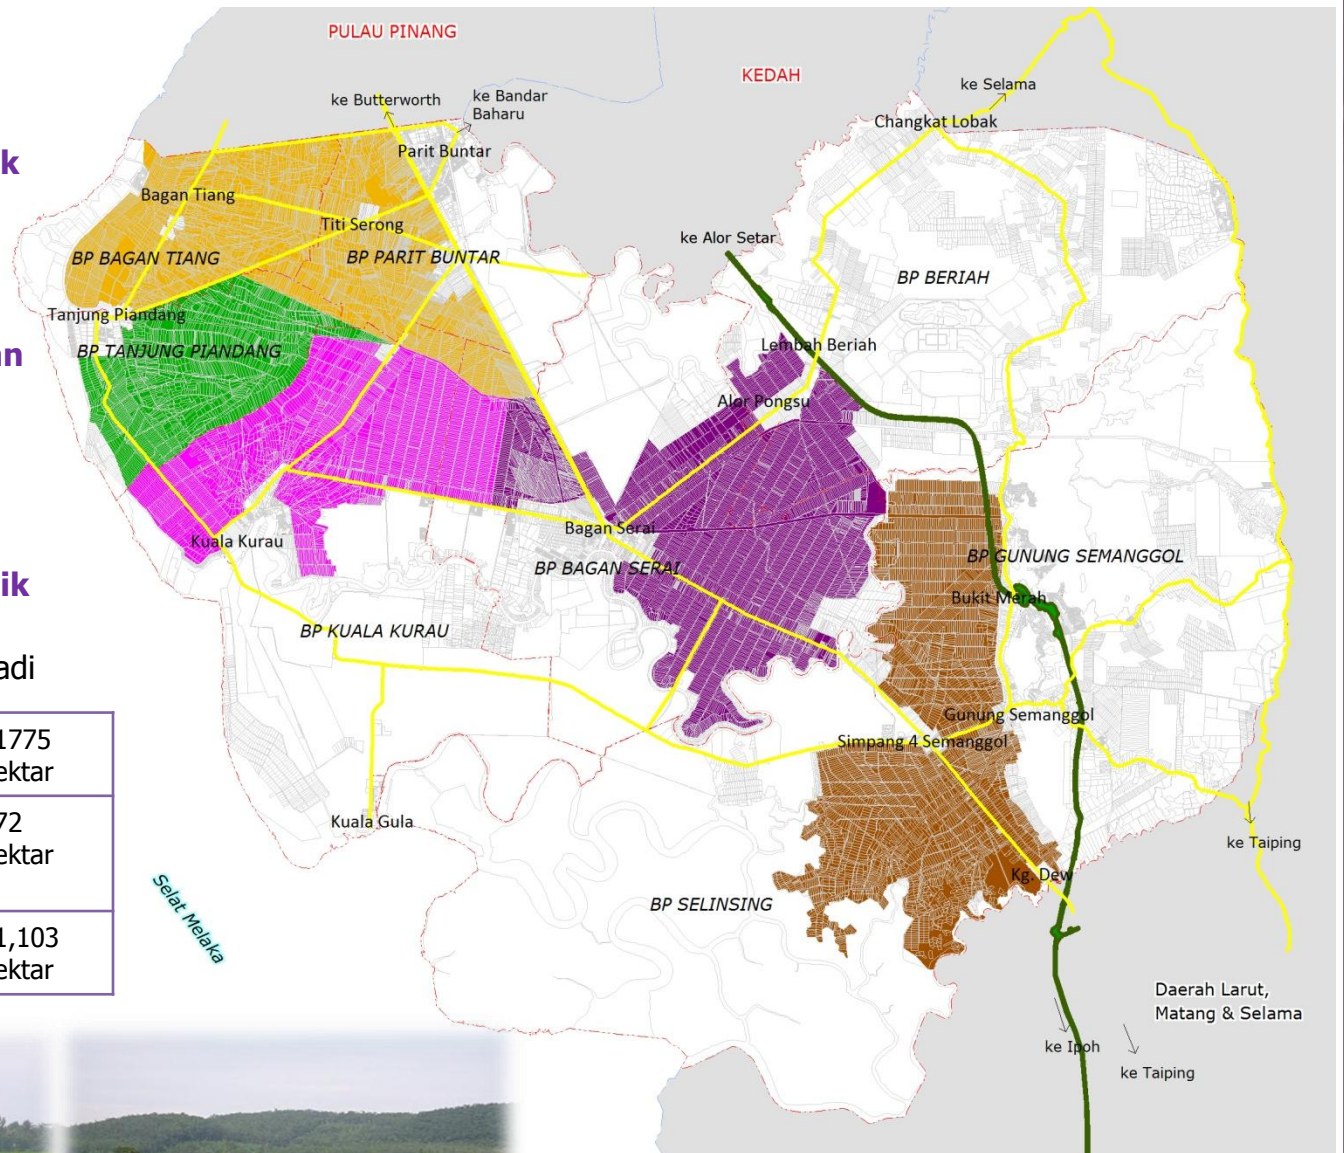 PULAU PINANG
KEDAH
ke Selama
ke Butterworth
ke Bandar
Baharu
Changkat Lobak
Parit Buntar
k
Bagan Tiang
Titi Serong
ke Alor Setar
BP BAGAN TIANG
BP PARIT BUNTAR
BP BERIAH
Tanjung Piandang
an
BP TANJUNG PIANDANG
Lembah Beriah
Alor Pongsu
Bagan Serai
Kuala Kurau
BP GUNUNG SEMANGGOL
BP BAGAN SERAI
ik
Bukit Merah
BP KUALA KURAU
adi
Gunung Semanggol
1775
ektar
Simpang 4 Semanggol
72
ektar
Kuala Gula
ke Taiping
Kg. Dew
Selat Melaka
BP SELINSING
1,103
ektar
Daerah Larut,
Matang & Selama
ke Ipoh
ke Taiping